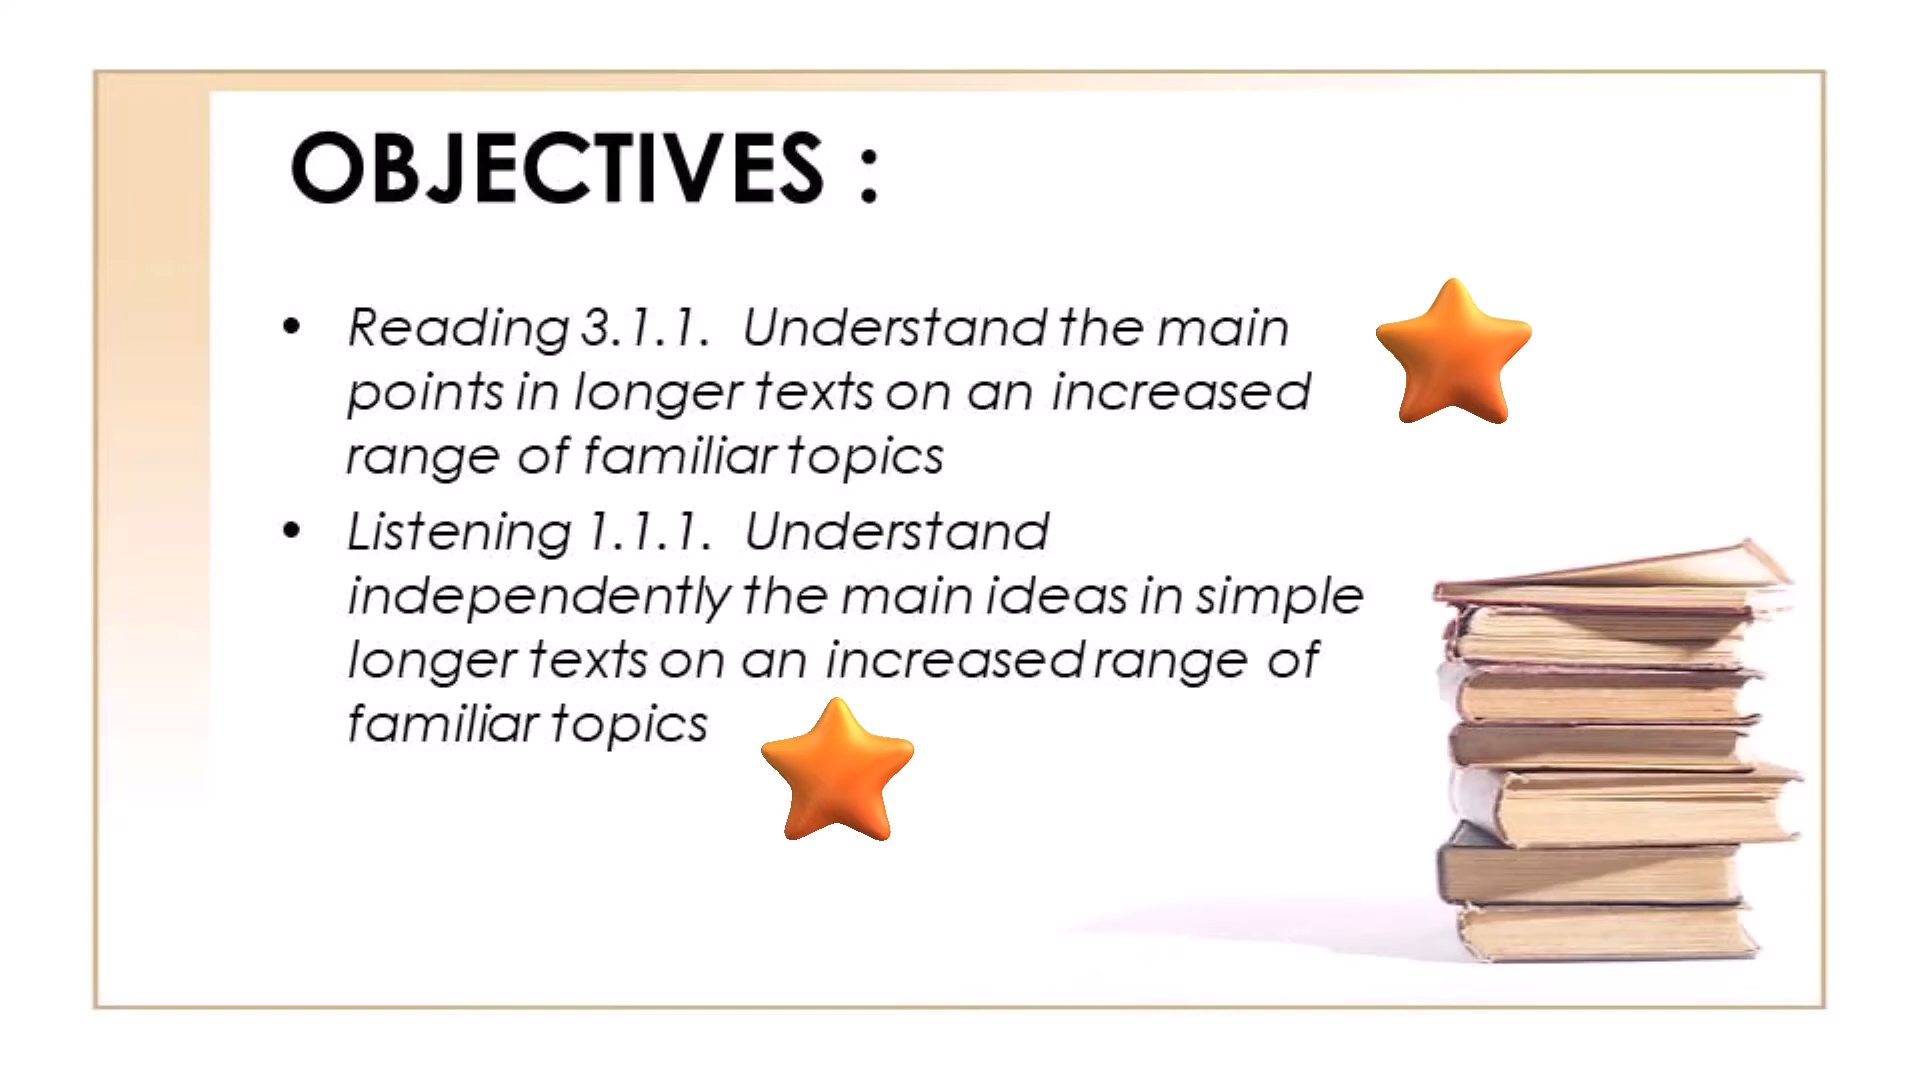 OBJECTIVES :
• Reading 3.1.1. Understand the main
points in longer texts on an increased
range of familiar topics
• Listening 1.1.1. Understand
independently the main ideas in simple
longer texts on an increased range of
familiar topics